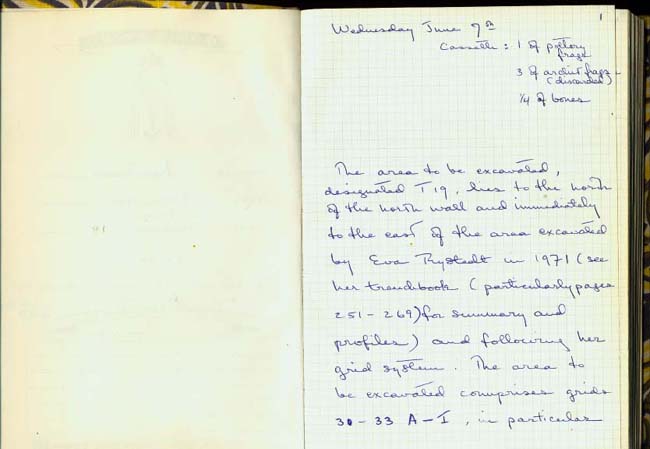 1
Wednesday June 7th
Cassette: 1 of pottery
frags
3 of architt frags -
(discarded)
1/4 of bones
The area to be excavated,
designated T19, lies to the north
of the north wall and immediately
to the east of the area excavated
by Eva Rystedt in 1971 (see
her trenchbook (particularly pages
251-269) for summary and
profiles) and following her
grid system. The area to
be excavated comprises grids
30-33 A-I, in particular